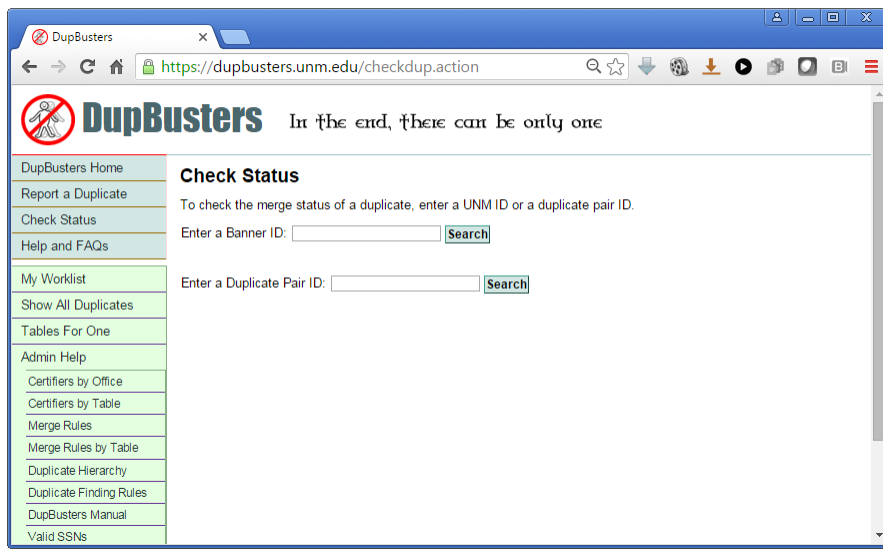 DupBusters
https://dupbusters.unm.edu/checkdup.action
DupBusters In the end, there can be only one
DupBusters Home
Report a Duplicate
Check Status
Help and FAQs
My Worklist
Show All Duplicates
Tables For One
Admin Help
Certifiers by Office
Certifiers by Table
Merge Rules
Merge Rules by Table
Duplicate Hierarchy
Duplicate Finding Rules
DupBusters Manual
Valid SSNs
Check Status
To check the merge status of a duplicate, enter a UNM ID or a duplicate pair ID.
Enter a Banner ID: Search
Enter a Duplicate Pair ID: Search